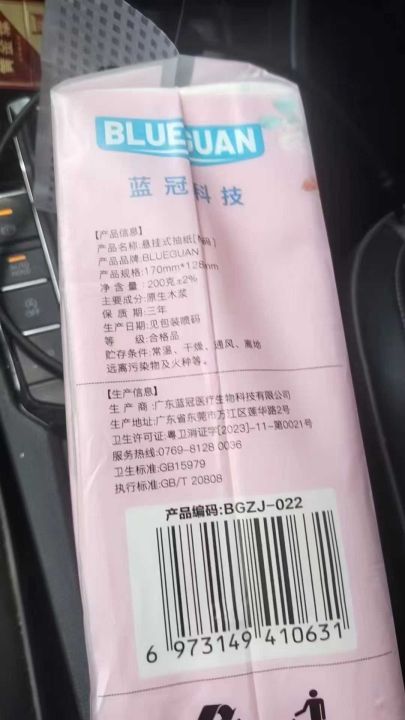 BLUEGUAN
蓝冠科技
【产品信息】
产品名称:悬挂式抽纸
产品品牌:BLUEGUAN
产品规格:170mm*128mm
净含量:200克±2%
主要成分:原生木浆
保质期:三年
生产日期:见包装喷码
等级:合格品
贮存条件:常温、干燥、通风、离地
远离污染物及火种等。
【生产信息】
生产商:广东蓝冠医疗生物科技有限公司
生产地址:广东省东莞市万江区莲华路2号
卫生许可证:粤卫消证字[2023]-11-第0021号
服务热线:0769-8128 0036
卫生标准:GB15979
执行标准:GB/T 20808
产品编码:BGZJ-022
6 973149 410631